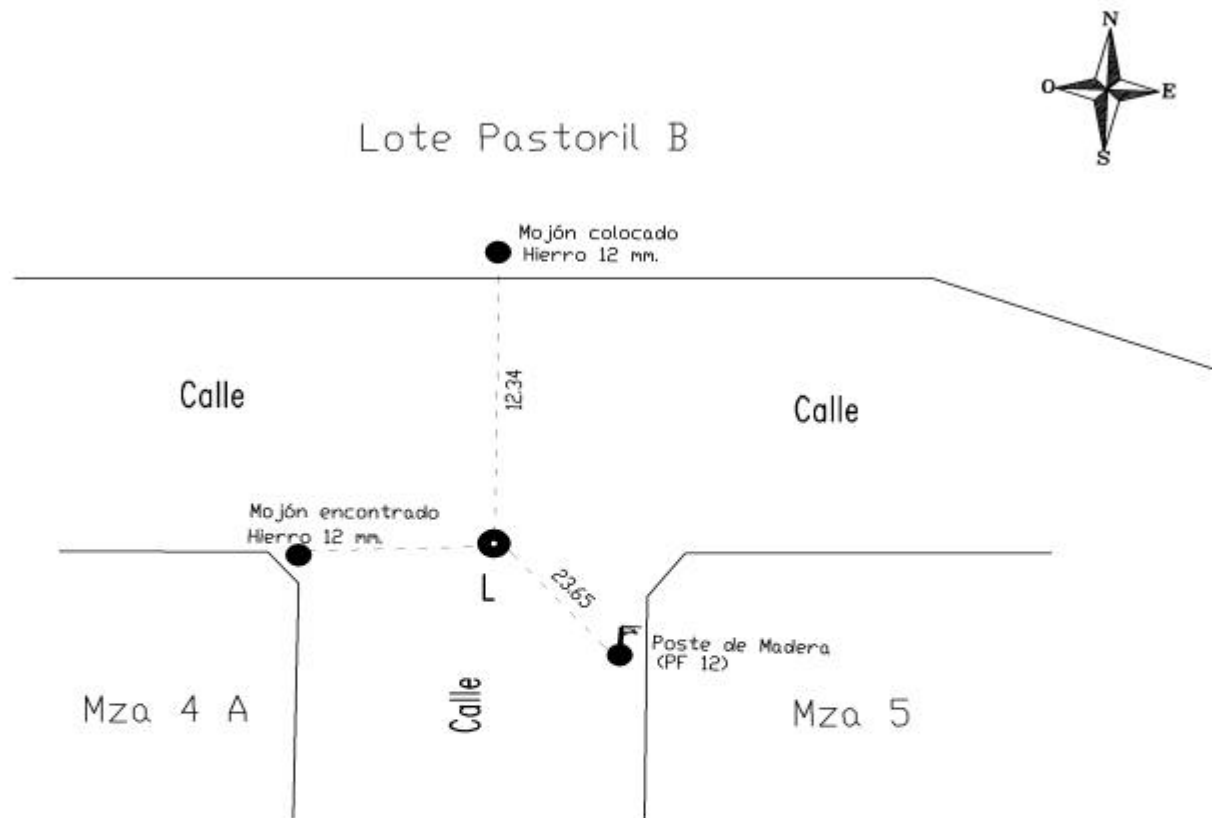 N
O
E
S
Lote Pastoril B
Mojón colocado
Hierro 12 mm.
12.34
Calle
Calle
Mojón encontrado
Hierro 12 mm.
L
23.65
Poste de Madera
(PF 12)
Calle
Mza 4 A
Mza 5